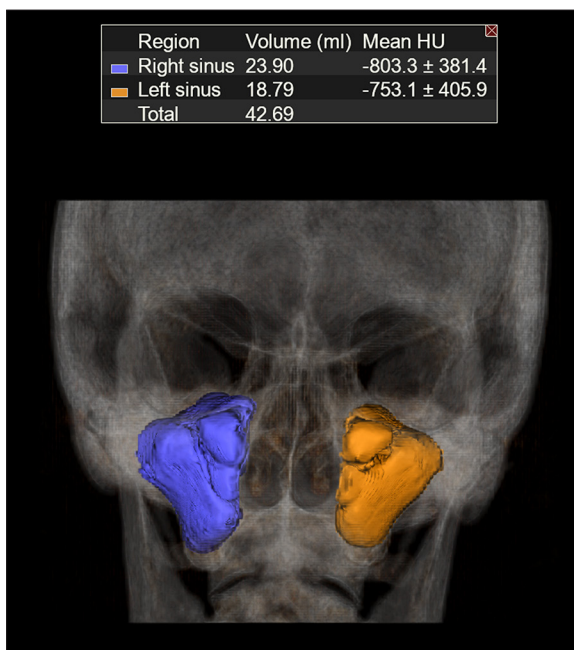 Region Volume (ml) Mean HU
Right sinus 23.90 -803.3 ± 381.4
Left sinus 18.79 -753.1 ± 405.9
Total 42.69